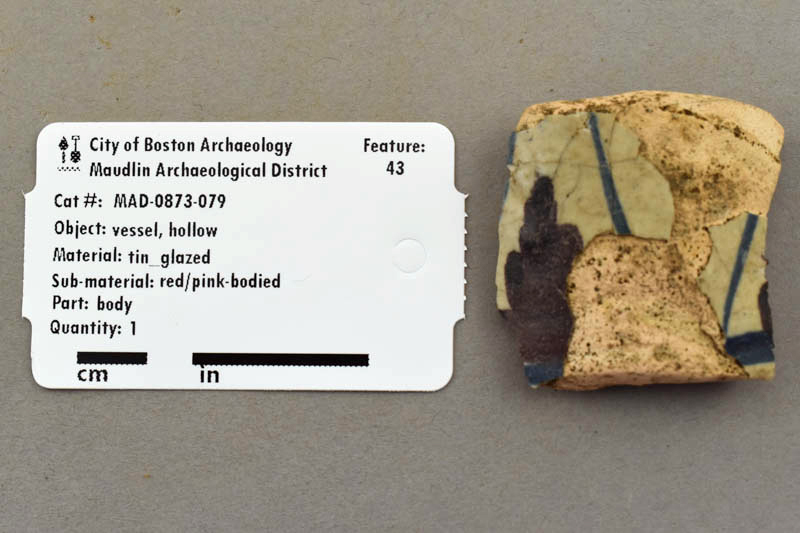 City of Boston Archaeology
Maudlin Archaeological District
Feature:
43
Cat #: MAD-0873-079
Object: vessel, hollow
Material: tin_glazed
Sub-material: red/pink-bodied
Part: body
Quantity: 1
cm
in